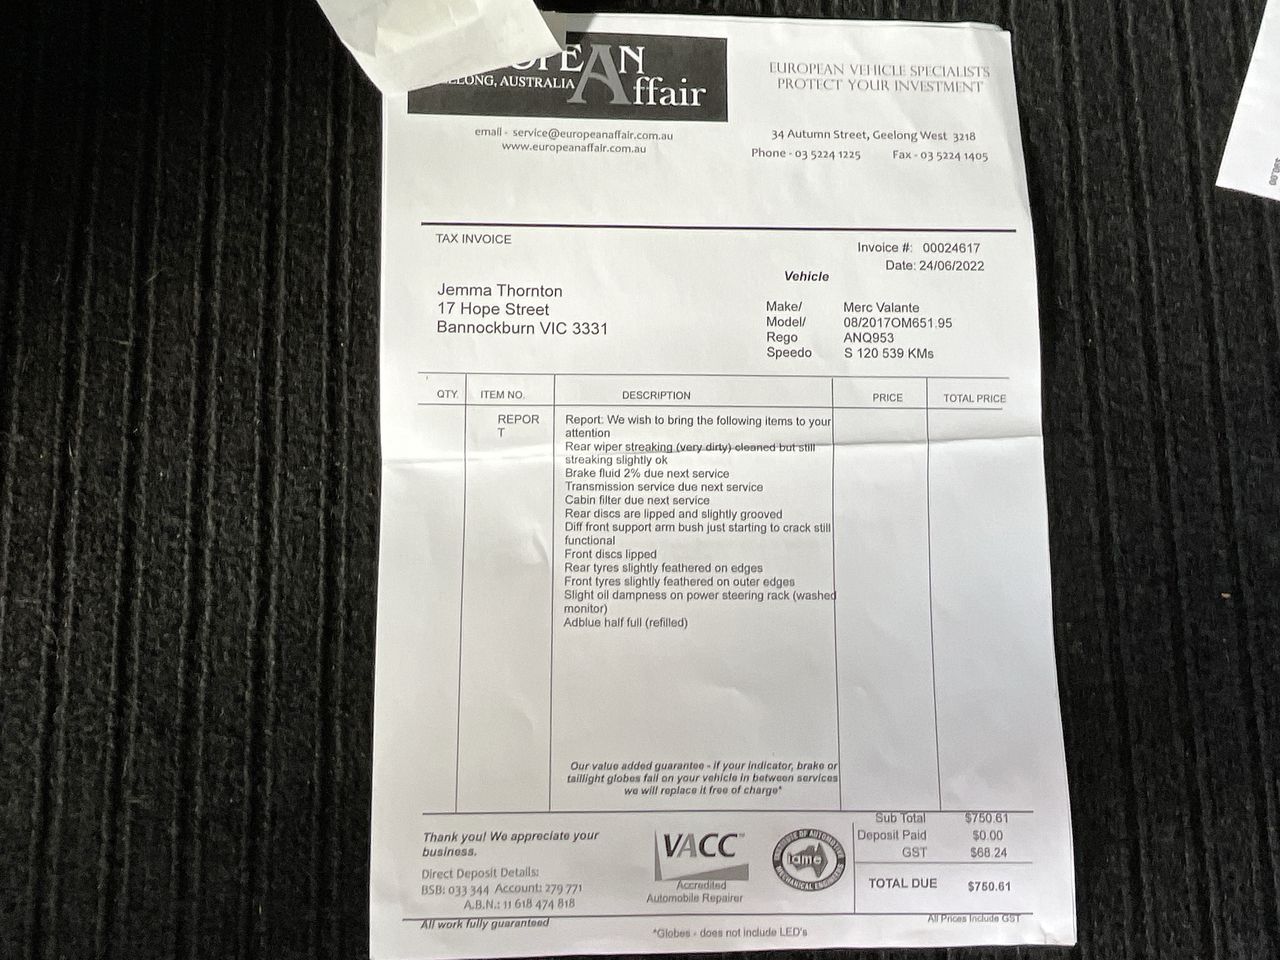 EAN
ONG, AUSTRALIA
Affair
EUROPEAN VEHICLE SPECIALISTS
PROTECT YOUR INVESTMENT
email - service@europeanaffair.com.au
www.europeanaffair.com.au
34 Autumn Street, Geelong West 3218
Phone - 03 5224 1225 Fax - 03 5224 1405
TAX INVOICE
Invoice #: 00024617
Date: 24/06/2022
Vehicle
Jemma Thornton
17 Hope Street
Bannockburn VIC 3331
Make/ Merc Valante
Model/ 08/2017OM651.95
Rego ANQ953
Speedo S 120 539 KMs
QTY. ITEM NO. DESCRIPTION PRICE TOTAL PRICE
REPOR
T
Report: We wish to bring the following items to your
attention
Rear wiper streaking (very dirty) cleaned but still
streaking slightly ok
Brake fluid 2% due next service
Transmission service due next service
Cabin filter due next service
Rear discs are lipped and slightly grooved
Diff front support arm bush just starting to crack still
functional
Front discs lipped
Rear tyres slightly feathered on edges
Front tyres slightly feathered on outer edges
Slight oil dampness on power steering rack (washed
monitor)
Adblue half full (refilled)
Our value added guarantee - if your indicator, brake or
taillight globes fail on your vehicle in between services
we will replace it free of charge*
Thank you! We appreciate your
business.
Direct Deposit Details:
BSB: 033 344 Account: 279 771
A.B.N.: 11 618 474 818
VACC
Accredited
Automobile Repairer
INSTITUTE OF AUTOMOTIVE
iame
MECHANICAL ENGINEERS
Sub Total $750.61
Deposit Paid $0.00
GST $68.24
TOTAL DUE $750.61
All work fully guaranteed
*Globes - does not include LED's
All Prices Include GST